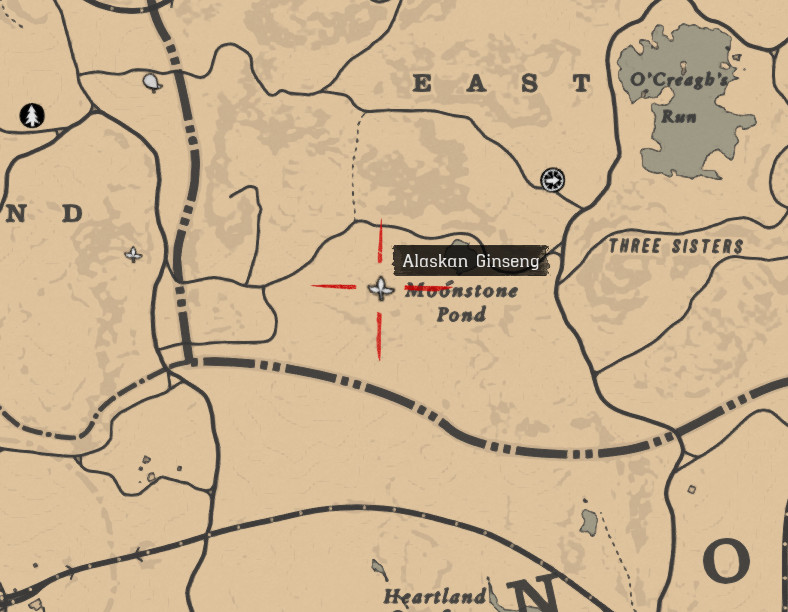 E A S T
O'Creagh's
Run
N D
THREE SISTERS
Alaskan Ginseng
Moonstone
Pond
O
N
Heartland